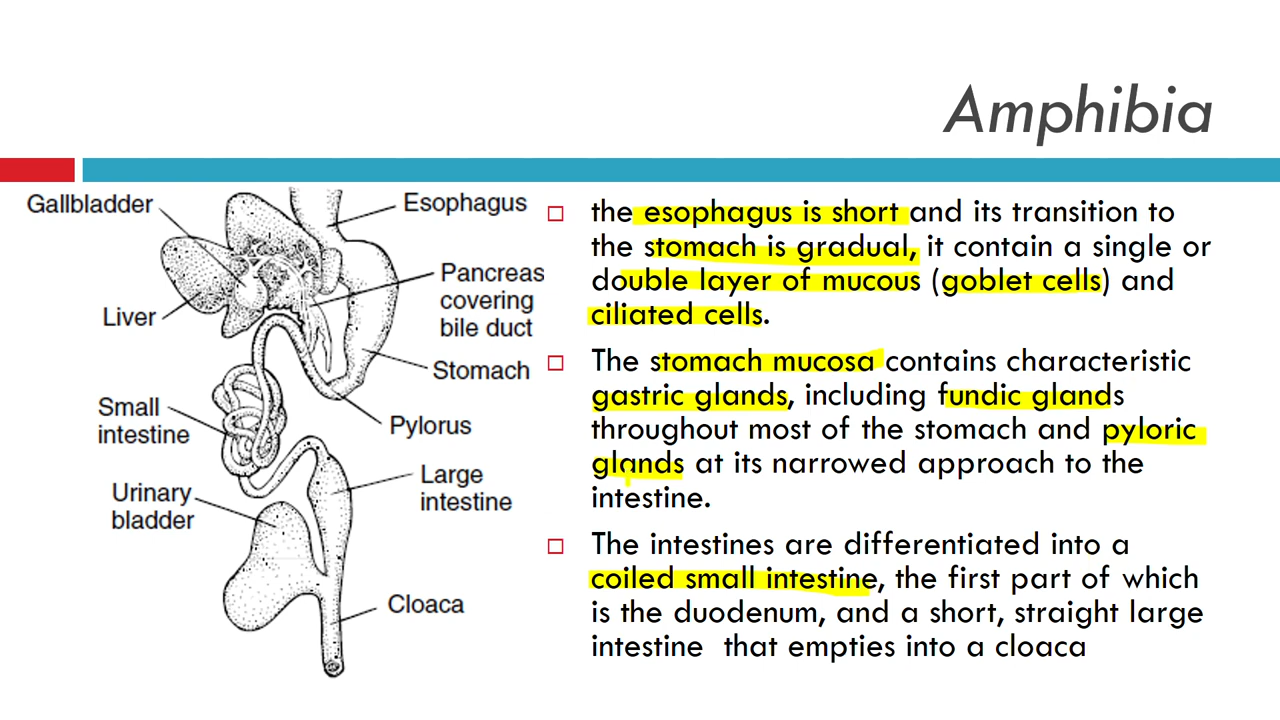 Amphibia
Gallbladder
Esophagus
Pancreas
covering
bile duct
Liver
Stomach
Small
intestine
Pylorus
Large
intestine
Urinary
bladder
Cloaca
the esophagus is short and its transition to
the stomach is gradual, it contain a single or
double layer of mucous (goblet cells) and
ciliated cells.
The stomach mucosa contains characteristic
gastric glands, including fundic glands
throughout most of the stomach and pyloric
glands at its narrowed approach to the
intestine.
The intestines are differentiated into a
coiled small intestine, the first part of which
is the duodenum, and a short, straight large
intestine that empties into a cloaca